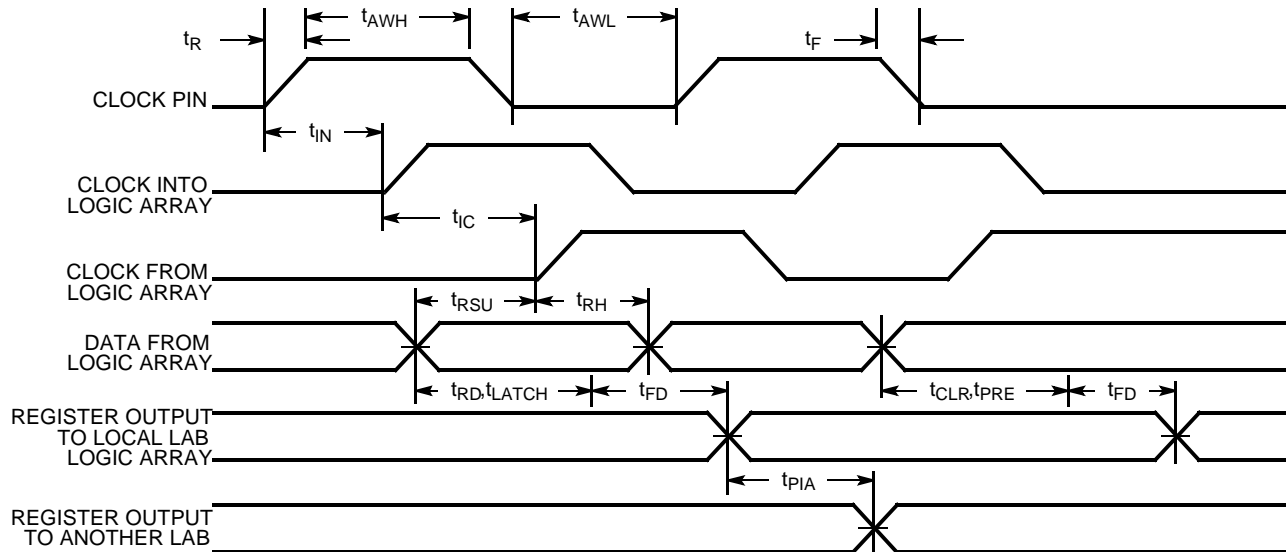 tAWH
tAWL
tR
tF
CLOCK PIN
tIN
CLOCK INTO
LOGIC ARRAY
tIC
CLOCK FROM
LOGIC ARRAY
tRSU
tRH
DATA FROM
LOGIC ARRAY
tRD,tLATCH
tFD
tCLR,tPRE
tFD
REGISTER OUTPUT
TO LOCAL LAB
LOGIC ARRAY
tPIA
REGISTER OUTPUT
TO ANOTHER LAB